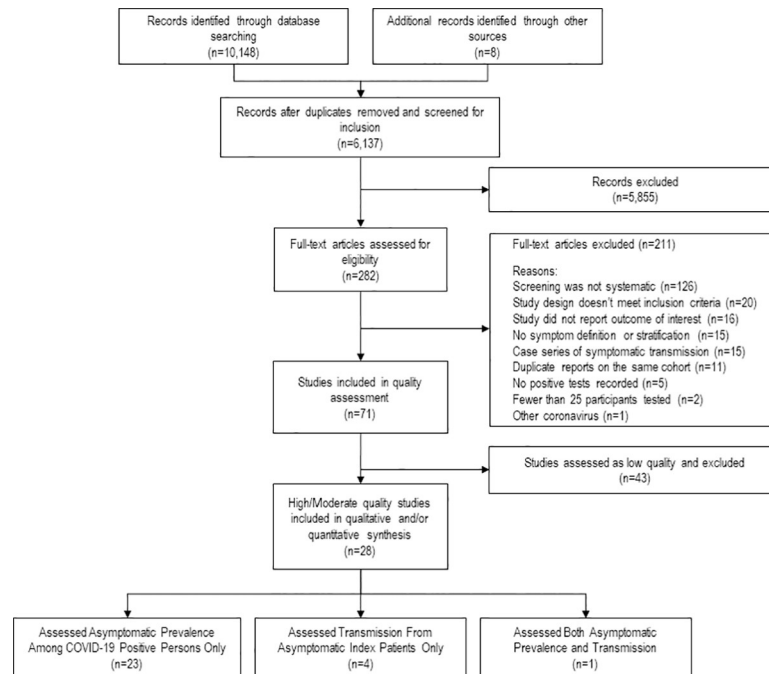 Records identified through database
searching
(n=10,148)
Additional records identified through other
sources
(n=8)
Records after duplicates removed and screened for
inclusion
(n=6,137)
Records excluded
(n=5,855)
Full-text articles assessed for
eligibility
(n=282)
Full-text articles excluded (n=211)
Reasons:
Screening was not systematic (n=126)
Study design doesn't meet inclusion criteria (n=20)
Study did not report outcome of interest (n=16)
No symptom definition or stratification (n=15)
Case series of symptomatic transmission (n=15)
Duplicate reports on the same cohort (n=11)
No positive tests recorded (n=5)
Fewer than 25 participants tested (n=2)
Other coronavirus (n=1)
Studies included in quality
assessment
(n=71)
Studies assessed as low quality and excluded
(n=43)
High/Moderate quality studies
included in qualitative and/or
quantitative synthesis
(n=28)
Assessed Asymptomatic Prevalence
Among COVID-19 Positive Persons Only
(n=23)
Assessed Transmission From
Asymptomatic Index Patients Only
(n=4)
Assessed Both Asymptomatic
Prevalence and Transmission
(n=1)